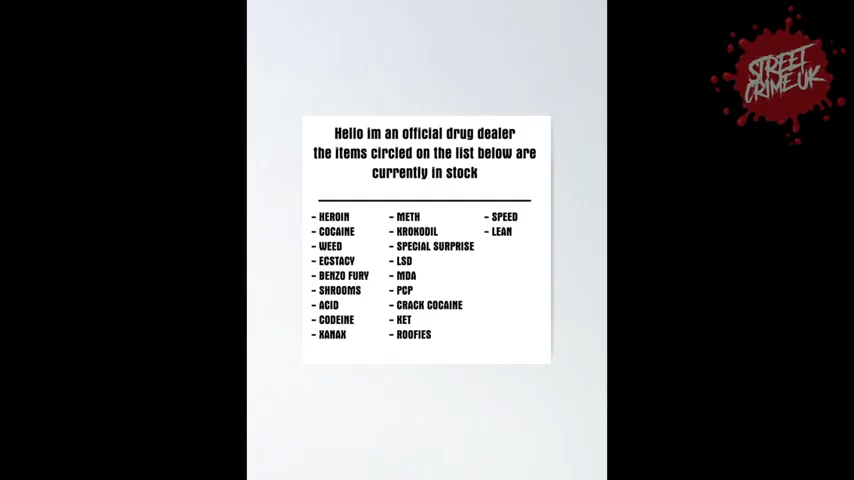 Hello im an official drug dealer
the items circled on the list below are
currently in stock
- HEROIN
- COCAINE
- WEED
- ECSTACY
- BENZO FURY
- SHROOMS
- ACID
- CODEINE
- XANAX
- METH
- KROKODIL
- SPECIAL SURPRISE
- LSD
- MDA
- PCP
- CRACK COCAINE
- KET
- ROOFIES
- SPEED
- LEAN
STREET
CRIME.UK